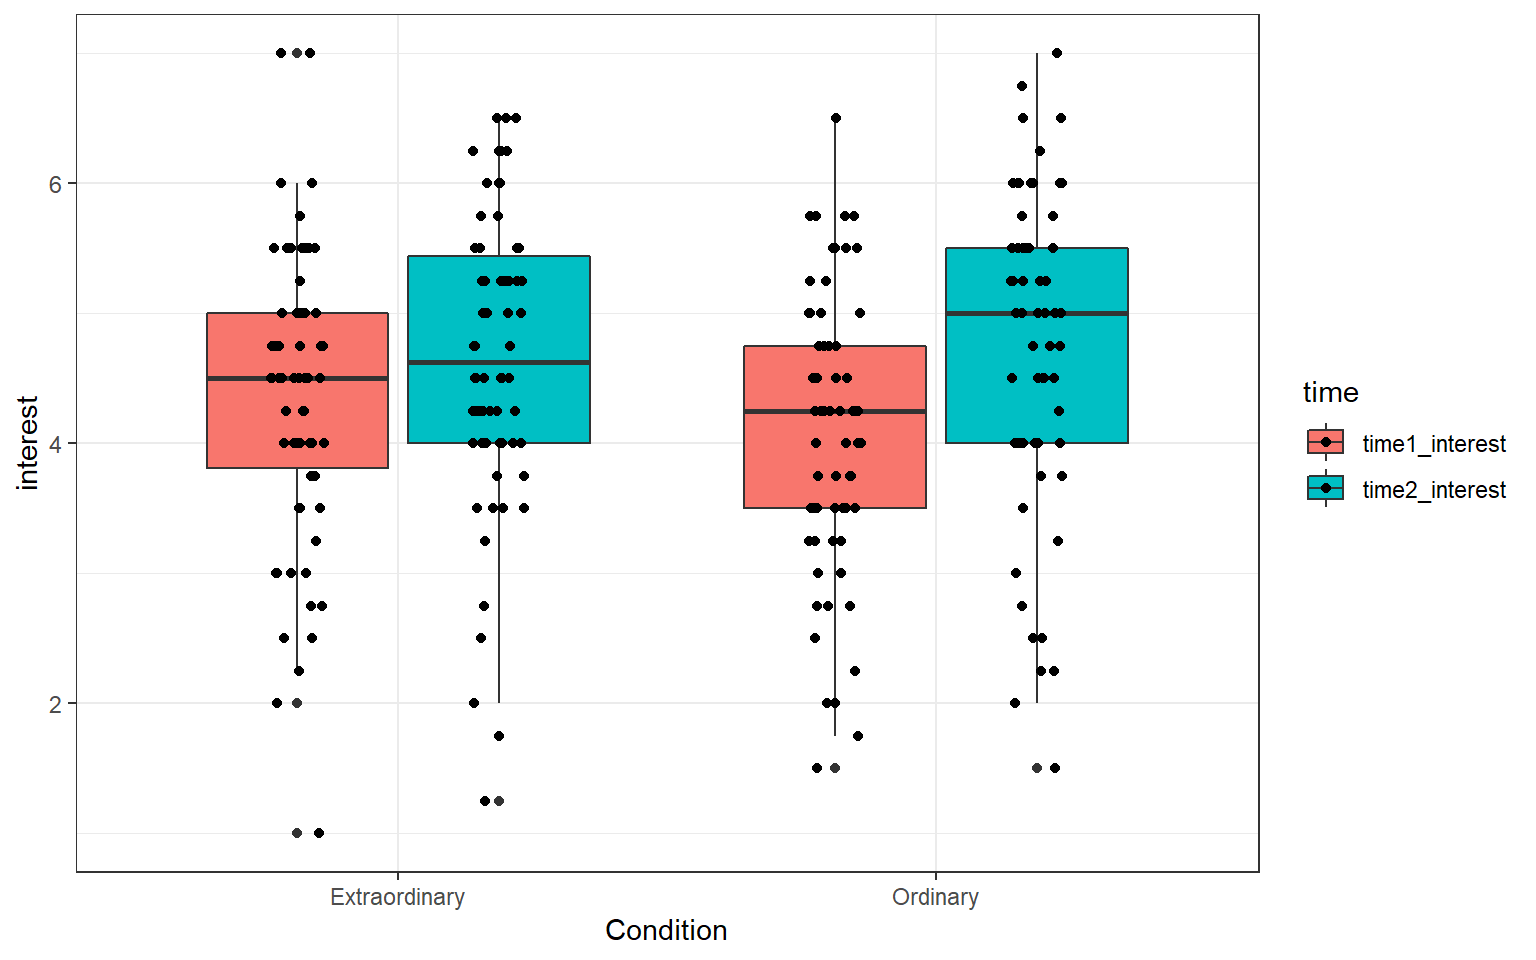 interest
6
4
2
Extraordinary
Ordinary
Condition
time
time1_interest
time2_interest